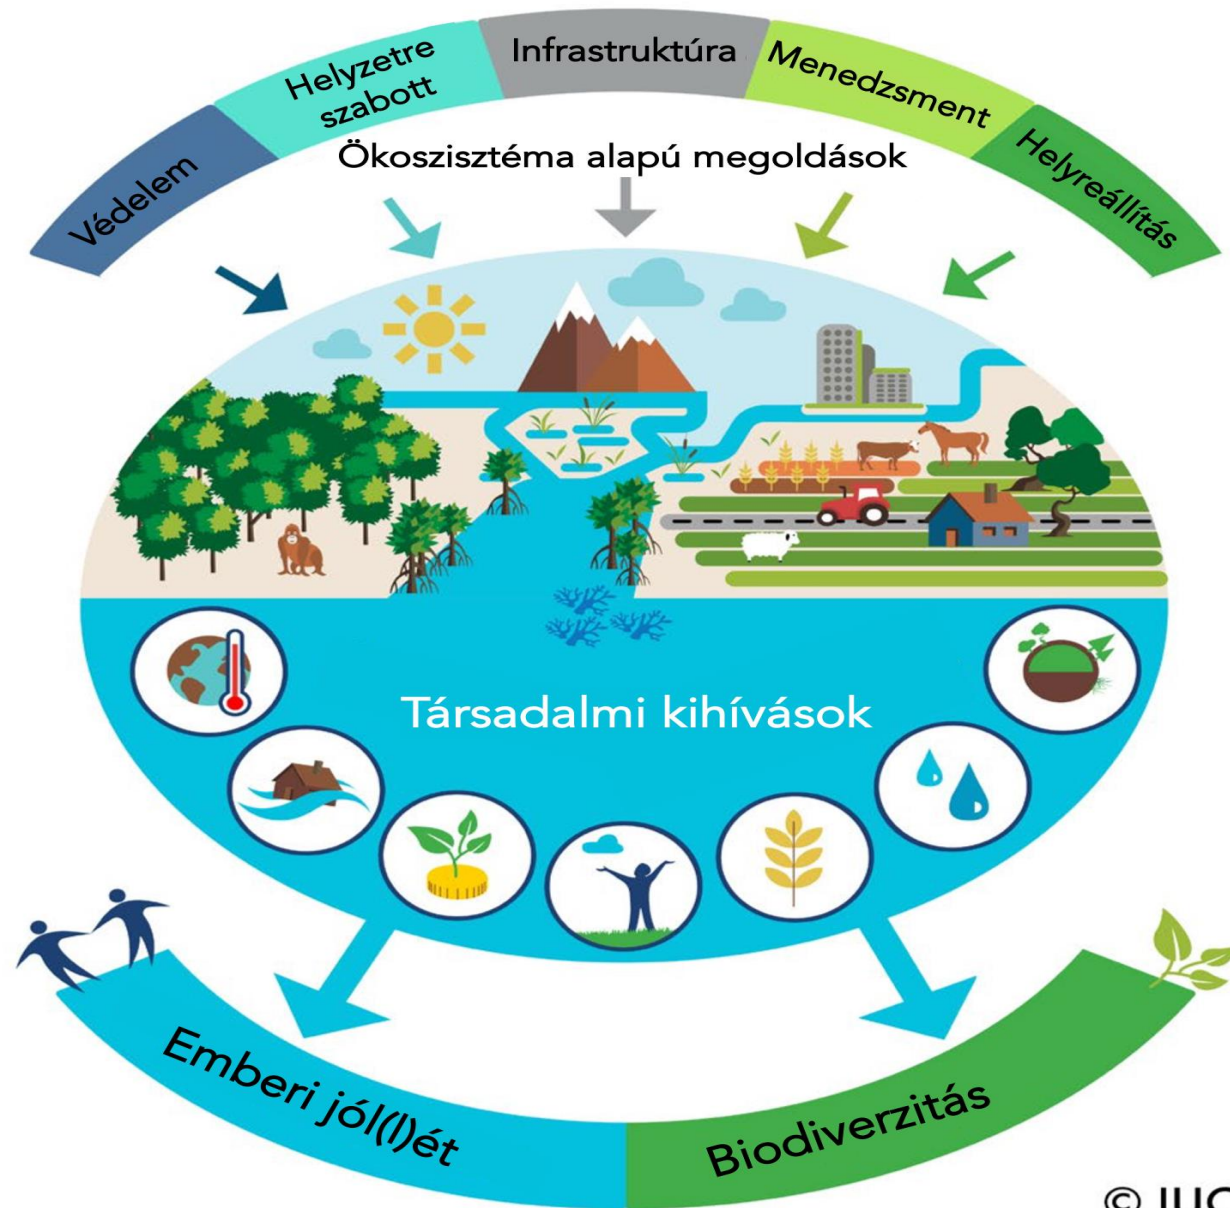 Védelem
Helyzetre
szabott
Infrastruktúra
Menedzsment
Helyreállítás
Ökoszisztéma alapú megoldások
Társadalmi kihívások
Emberi jól(l)ét
Biodiverzitás
©